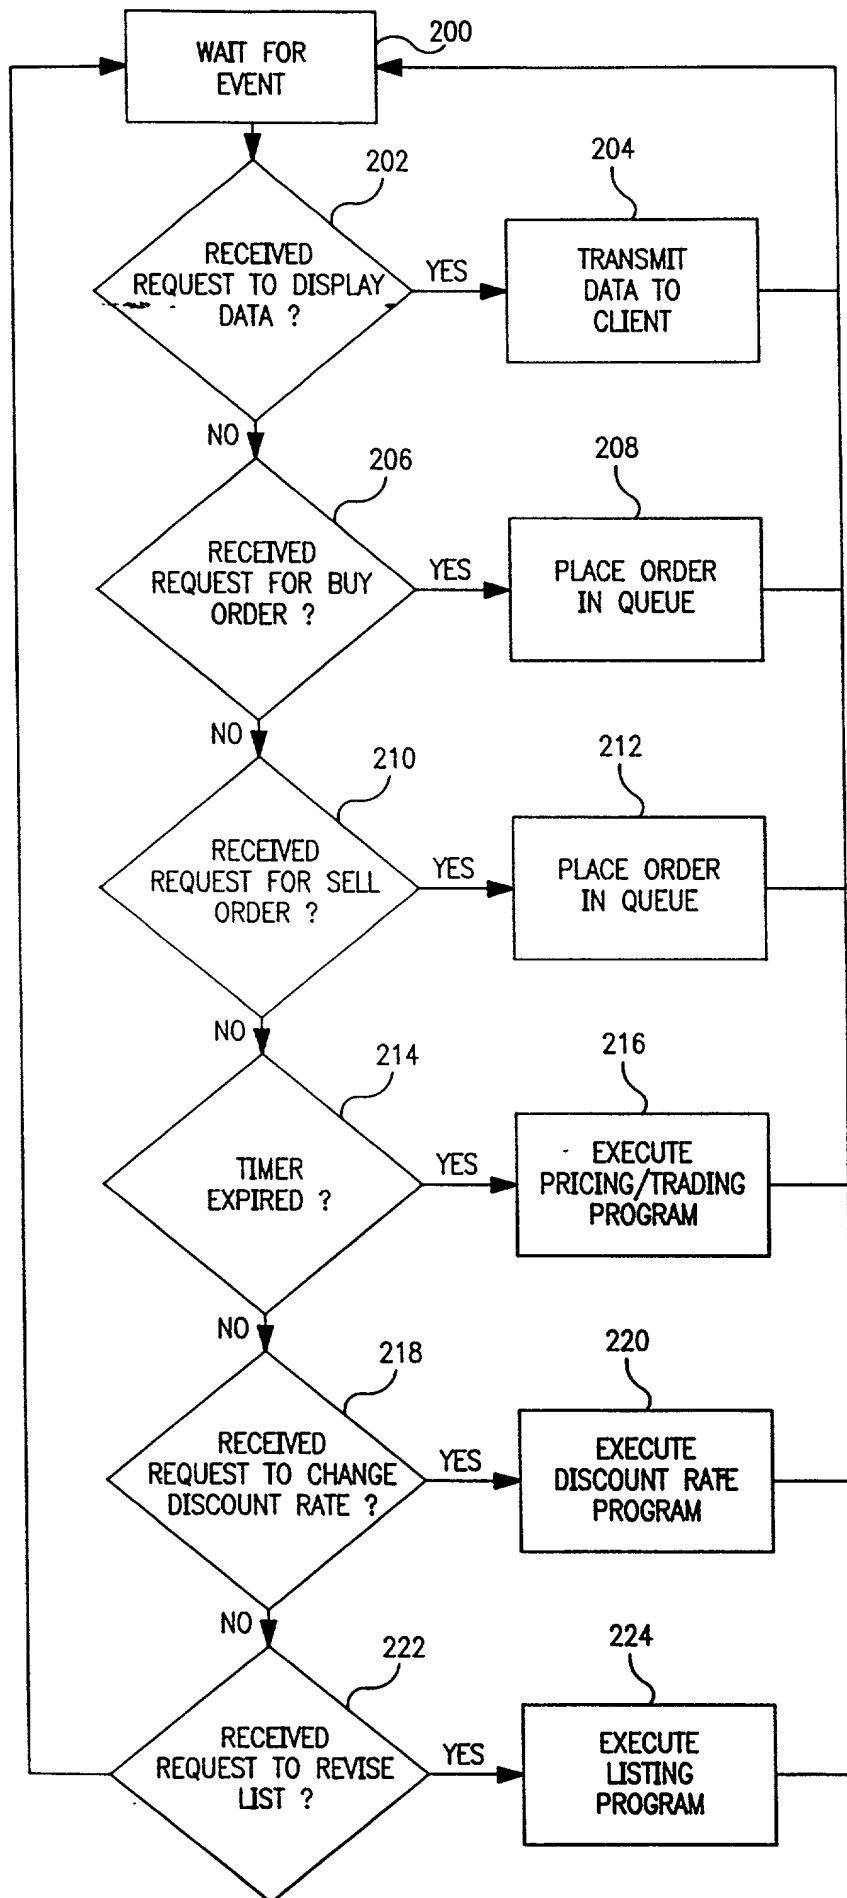 200
WAIT FOR
EVENT
202
204
RECEIVED
REQUEST TO DISPLAY
DATA ?
YES
TRANSMIT
DATA TO
CLIENT
NO
206
208
RECEIVED
REQUEST FOR BUY
ORDER ?
YES
PLACE ORDER
IN QUEUE
NO
210
212
RECEIVED
REQUEST FOR SELL
ORDER ?
YES
PLACE ORDER
IN QUEUE
NO
214
216
TIMER
EXPIRED ?
YES
EXECUTE
PRICING/TRADING
PROGRAM
NO
218
220
RECEIVED
REQUEST TO CHANGE
DISCOUNT RATE ?
YES
EXECUTE
DISCOUNT RATE
PROGRAM
NO
222
224
RECEIVED
REQUEST TO REVISE
LIST ?
YES
EXECUTE
LISTING
PROGRAM